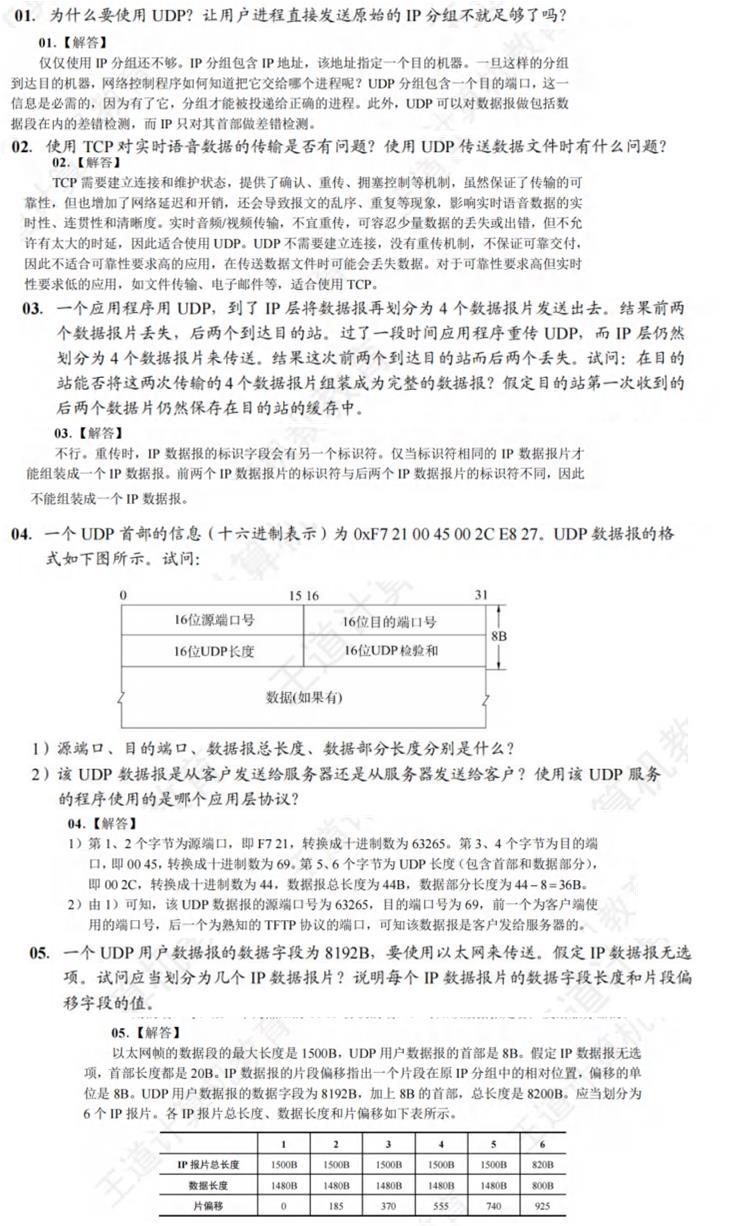 01. 为什么要使用 UDP？让用户进程直接发送原始的 IP 分组不就足够了吗？
01.【解答】
仅仅使用 IP 分组还不够。IP 分组包含 IP 地址，该地址指定一个目的机器。一旦这样的分组
到达目的机器，网络控制程序如何知道把它交给哪个进程呢？UDP 分组包含一个目的端口，这一
信息是必需的，因为有了它，分组才能被投递给正确的进程。此外，UDP 可以对数据报做包括数
据段在内的差错检测，而 IP 只对其首部做差错检测。
02. 使用 TCP 对实时语音数据的传输是否有问题？使用 UDP 传送数据文件时有什么问题？
02.【解答】
TCP 需要建立连接和维护状态，提供了确认、重传、拥塞控制等机制，虽然保证了传输的可
靠性，但也增加了网络延迟和开销，还会导致报文的乱序、重复等现象，影响实时语音数据的实
时性、连贯性和清晰度。实时音频/视频传输，不宜重传，可容忍少量数据的丢失或出错，但不允
许有太大的时延，因此适合使用 UDP。UDP 不需要建立连接，没有重传机制，不保证可靠交付，
因此不适合可靠性要求高的应用，在传送数据文件时可能会丢失数据。对于可靠性要求高但实时
性要求低的应用，如文件传输、电子邮件等，适合使用 TCP。
03. 一个应用程序用 UDP，到了 IP 层将数据报再划分为 4 个数据报片发送出去。结果前两
个数据报片丢失，后两个到达目的站。过了一段时间应用程序重传 UDP，而 IP 层仍然
划分为 4 个数据报片来传送。结果这次前两个到达目的站而后两个丢失。试问：在目的
站能否将这两次传输的 4 个数据报片组装成为完整的数据报？假定目的站第一次收到的
后两个数据片仍然保存在目的站的缓存中。
03.【解答】
不行。重传时，IP 数据报的标识字段会有另一个标识符。仅当标识符相同的 IP 数据报片才
能组装成一个 IP 数据报。前两个 IP 数据报片的标识符与后两个 IP 数据报片的标识符不同，因此
不能组装成一个 IP 数据报。
04. 一个 UDP 首部的信息（十六进制表示）为 0xF7 21 00 45 00 2C E8 27。UDP 数据报的格
式如下图所示。试问：
0 15 16 31
16位源端口号 16位目的端口号
8B
16位UDP长度 16位UDP检验和
数据(如果有)
1）源端口、目的端口、数据报总长度、数据部分长度分别是什么？
2）该 UDP 数据报是从客户发送给服务器还是从服务器发送给客户？使用该 UDP 服务
的程序使用的是哪个应用层协议？
04.【解答】
1）第 1、2 个字节为源端口，即 F7 21，转换成十进制数为 63265。第 3、4 个字节为目的端
口，即 00 45，转换成十进制数为 69。第 5、6 个字节为 UDP 长度（包含首部和数据部分），
即 00 2C，转换成十进制数为 44，数据报总长度为 44B，数据部分长度为 44－8＝36B。
2）由 1）可知，该 UDP 数据报的源端口号为 63265，目的端口号为 69，前一个为客户端使
用的端口号，后一个为熟知的 TFTP 协议的端口，可知该数据报是客户发给服务器的。
05. 一个 UDP 用户数据报的数据字段为 8192B，要使用以太网来传送。假定 IP 数据报无选
项。试问应当划分为几个 IP 数据报片？说明每个 IP 数据报片的数据字段长度和片段偏
移字段的值。
05.【解答】
以太网帧的数据段的最大长度是 1500B，UDP 用户数据报的首部是 8B。假定 IP 数据报无选
项，首部长度都是 20B。IP 数据报的片段偏移指出一个片段在原 IP 分组中的相对位置，偏移的单
位是 8B。UDP 用户数据报的数据字段为 8192B，加上 8B 的首部，总长度是 8200B。应当划分为
6 个 IP 报片。各 IP 报片总长度、数据长度和片偏移如下表所示。
1 2 3 4 5 6
IP 报片总长度 1500B 1500B 1500B 1500B 1500B 820B
数据长度 1480B 1480B 1480B 1480B 1480B 800B
片偏移 0 185 370 555 740 925